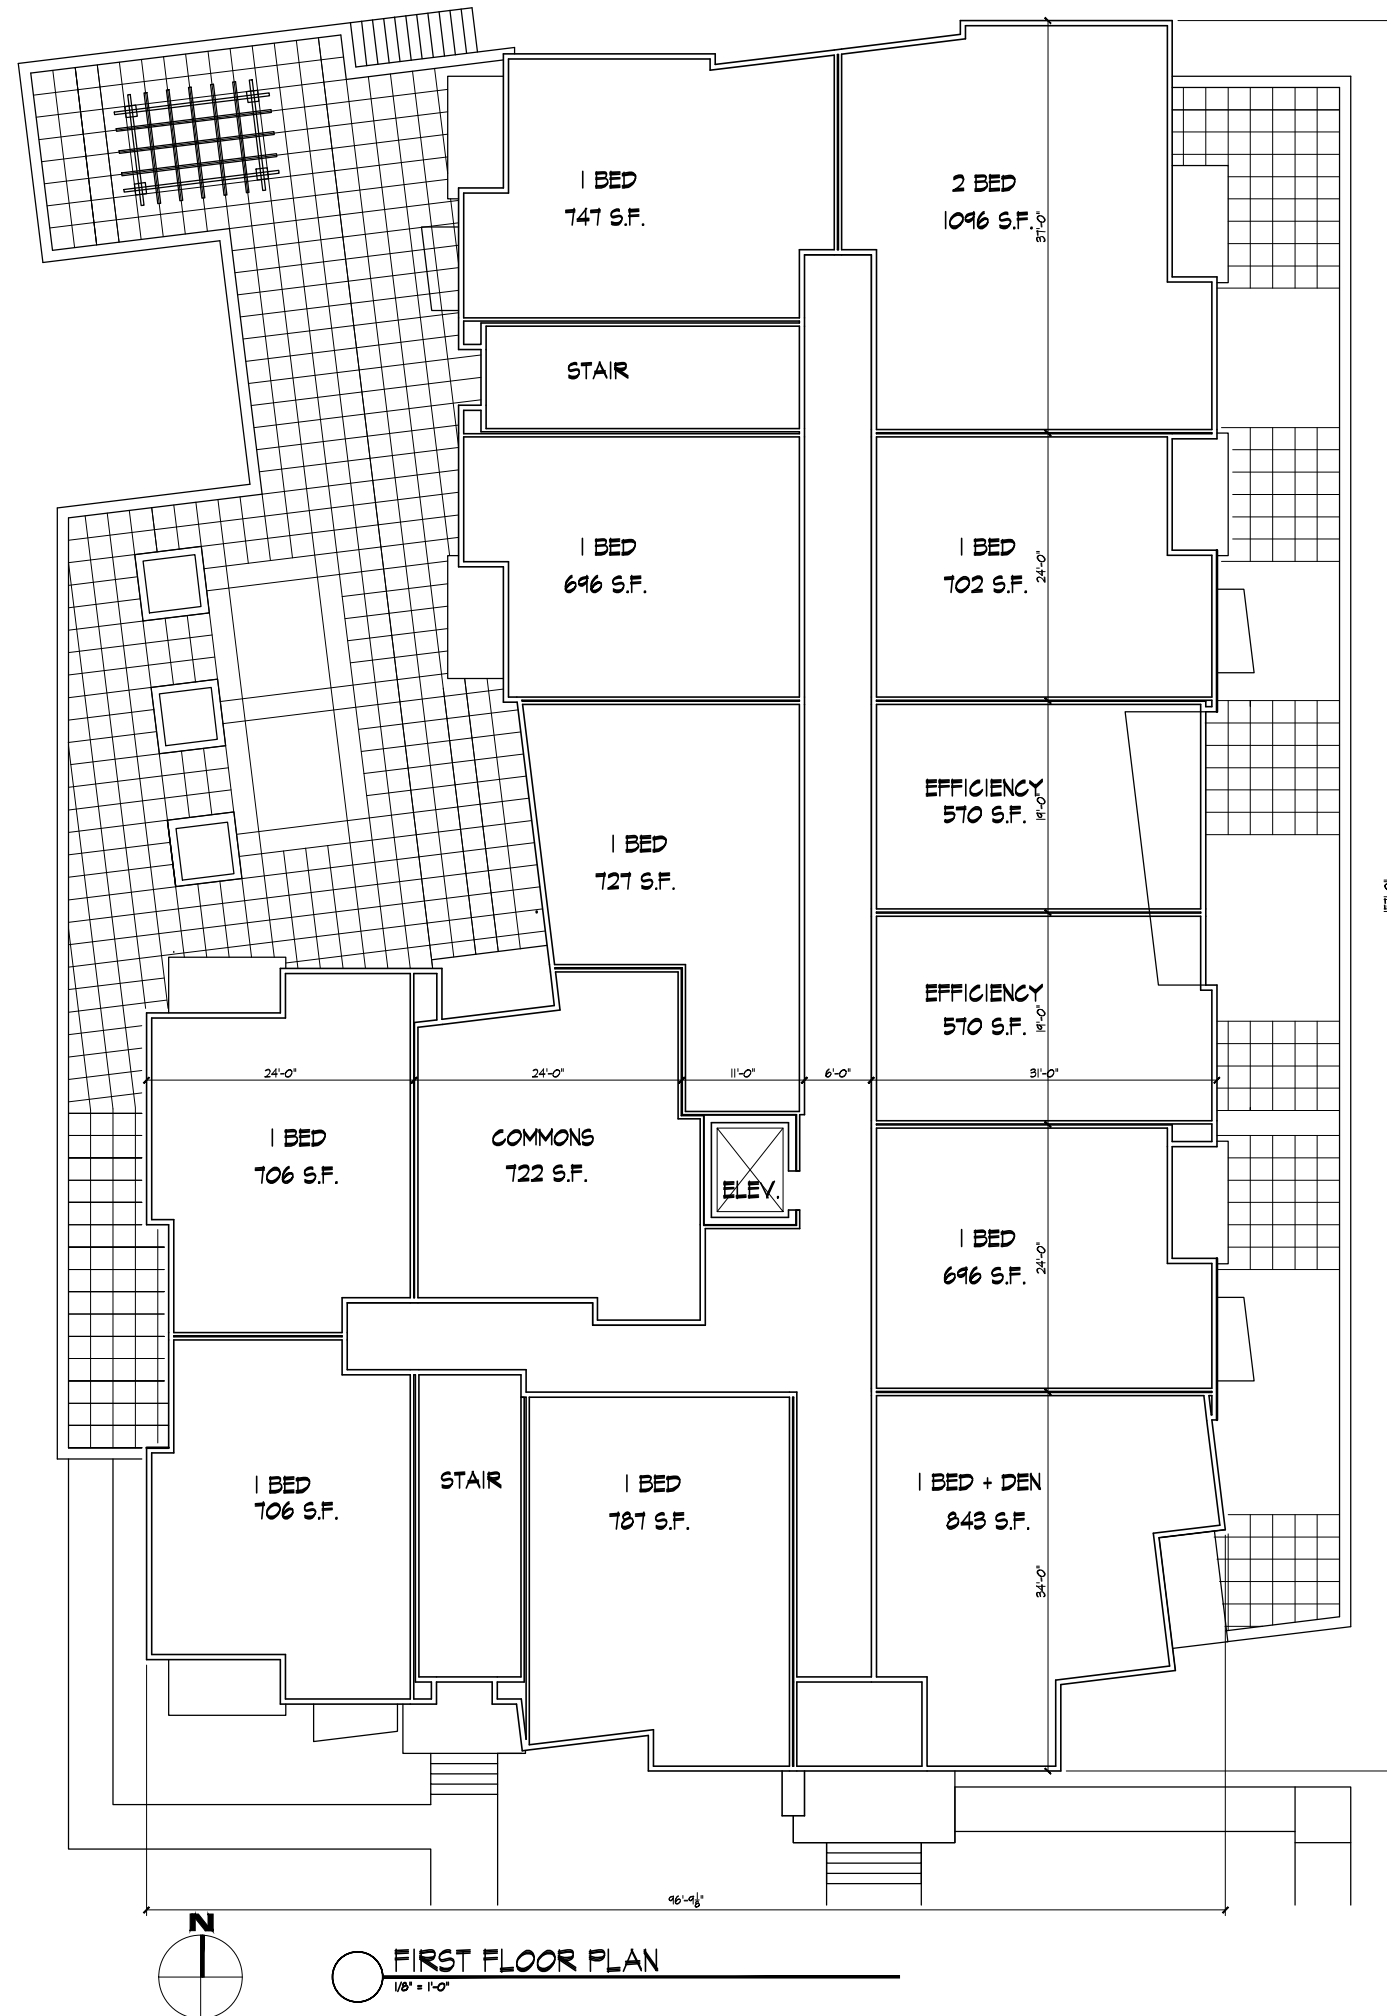 1 BED
747 S.F.
2 BED
1096 S.F.
37'-0"
STAIR
1 BED
696 S.F.
1 BED
702 S.F.
24'-0"
EFFICIENCY
570 S.F.
19'-0"
1 BED
727 S.F.
EFFICIENCY
570 S.F.
19'-0"
24'-0"
24'-0"
11'-0"
6'-0"
31'-0"
1 BED
706 S.F.
COMMONS
722 S.F.
ELEV.
1 BED
696 S.F.
24'-0"
1 BED
706 S.F.
STAIR
1 BED
787 S.F.
1 BED + DEN
843 S.F.
34'-0"
96'-9⅛"
N
FIRST FLOOR PLAN
1/8" = 1'-0"